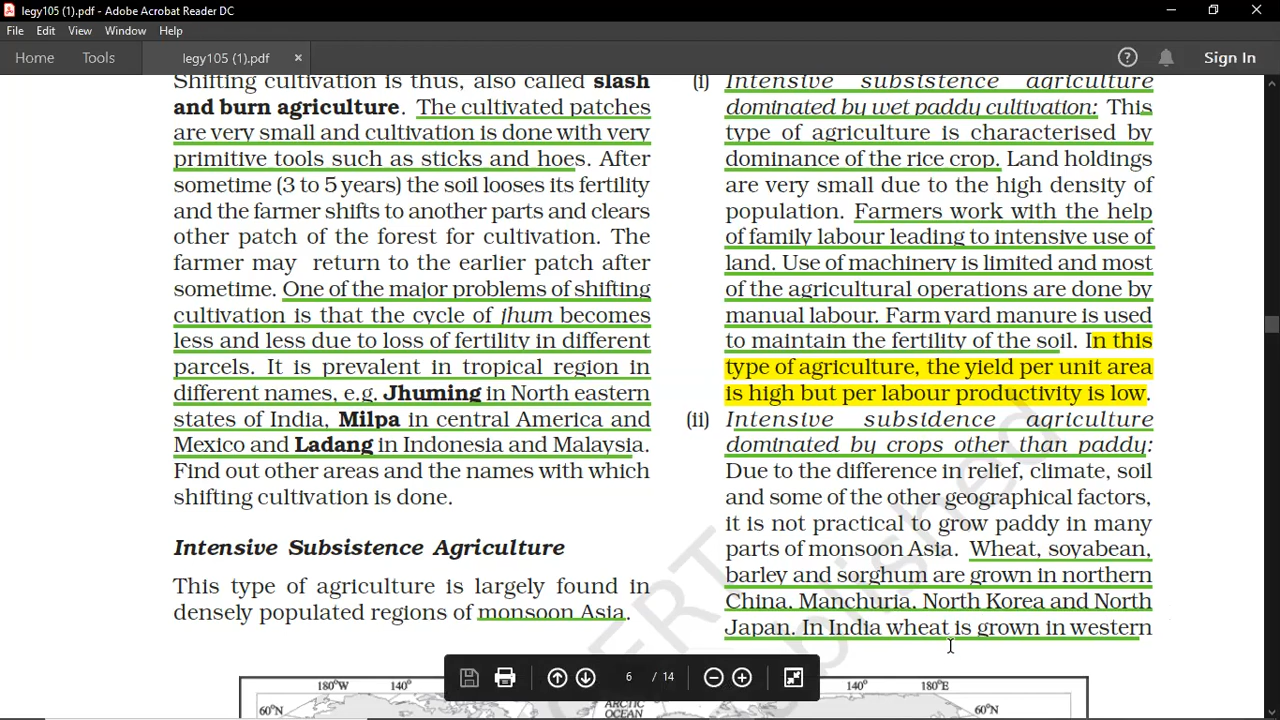 legy105 (1).pdf - Adobe Acrobat Reader DC
File Edit View Window Help
Home Tools legy105 (1).pdf × Sign In
Shifting cultivation is thus, also called slash
and burn agriculture. The cultivated patches
are very small and cultivation is done with very
primitive tools such as sticks and hoes. After
sometime (3 to 5 years) the soil looses its fertility
and the farmer shifts to another parts and clears
other patch of the forest for cultivation. The
farmer may return to the earlier patch after
sometime. One of the major problems of shifting
cultivation is that the cycle of jhum becomes
less and less due to loss of fertility in different
parcels. It is prevalent in tropical region in
different names, e.g. Jhuming in North eastern
states of India, Milpa in central America and
Mexico and Ladang in Indonesia and Malaysia.
Find out other areas and the names with which
shifting cultivation is done.
Intensive Subsistence Agriculture
This type of agriculture is largely found in
densely populated regions of monsoon Asia.
(i) Intensive subsistence agriculture
dominated by wet paddy cultivation: This
type of agriculture is characterised by
dominance of the rice crop. Land holdings
are very small due to the high density of
population. Farmers work with the help
of family labour leading to intensive use of
land. Use of machinery is limited and most
of the agricultural operations are done by
manual labour. Farm yard manure is used
to maintain the fertility of the soil. In this
type of agriculture, the yield per unit area
is high but per labour productivity is low.
(ii) Intensive subsidence agriculture
dominated by crops other than paddy:
Due to the difference in relief, climate, soil
and some of the other geographical factors,
it is not practical to grow paddy in many
parts of monsoon Asia. Wheat, soyabean,
barley and sorghum are grown in northern
China, Manchuria, North Korea and North
Japan. In India wheat is grown in western
6 / 14
180°W 140° 140° 180°E
60°N ARCTIC 60°N
OCEAN